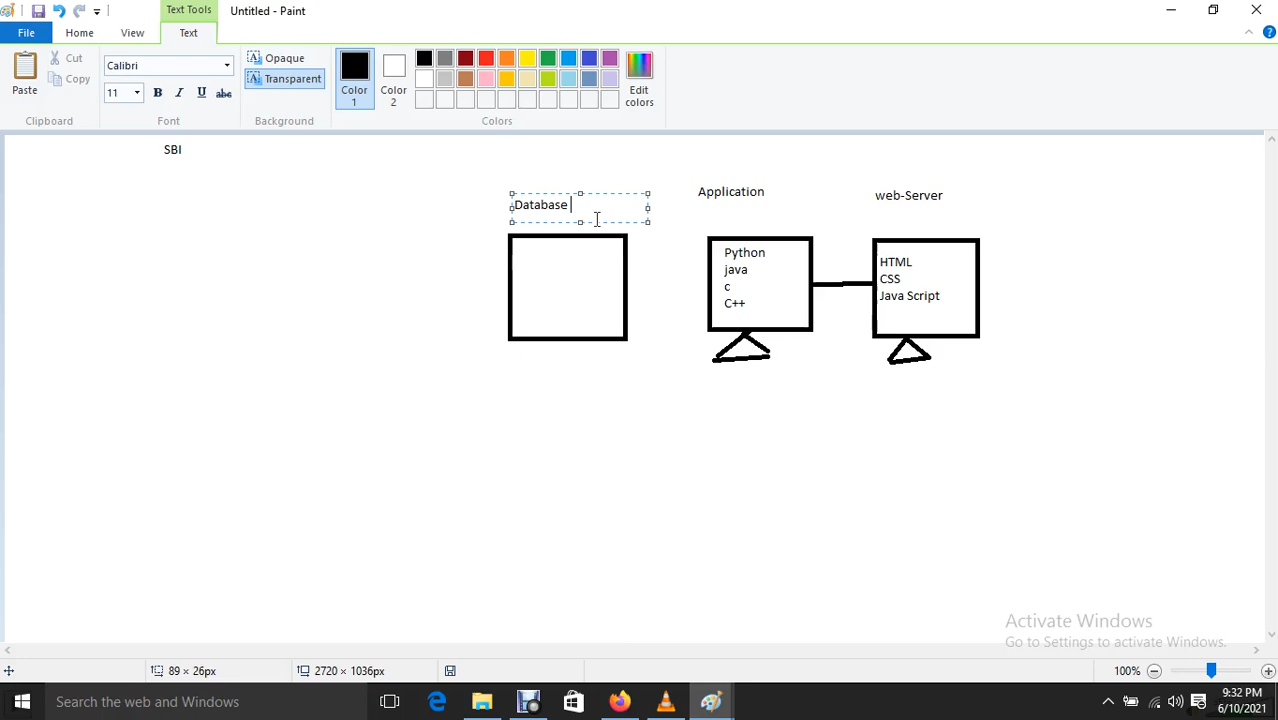 Text Tools
Untitled - Paint
File
Home
View
Text
Paste
Cut
Copy
Clipboard
Calibri
11
B I U abc
Font
Opaque
Transparent
Background
Color 1
Color 2
Edit colors
Colors
SBI
Database
Application
web-Server
Python
java
c
C++
HTML
CSS
Java Script
Activate Windows
Go to Settings to activate Windows.
89 × 26px
2720 × 1036px
100%
Search the web and Windows
9:32 PM
6/10/2021